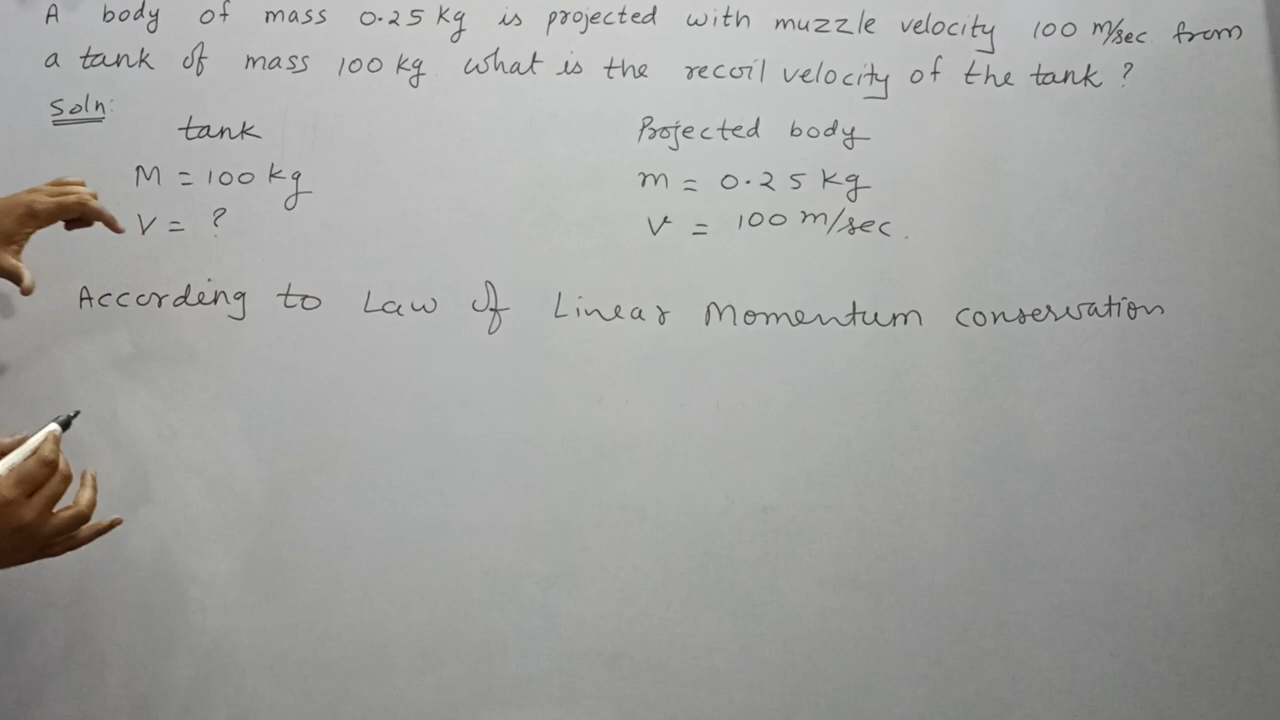 A body of mass 0.25 kg is projected with muzzle velocity 100 m/sec from
a tank of mass 100 kg. what is the recoil velocity of the tank ?
Soln:
tank Projected body
M = 100 kg m = 0.25 kg
V = ? v = 100 m/sec.
According to Law of Linear Momentum conservation